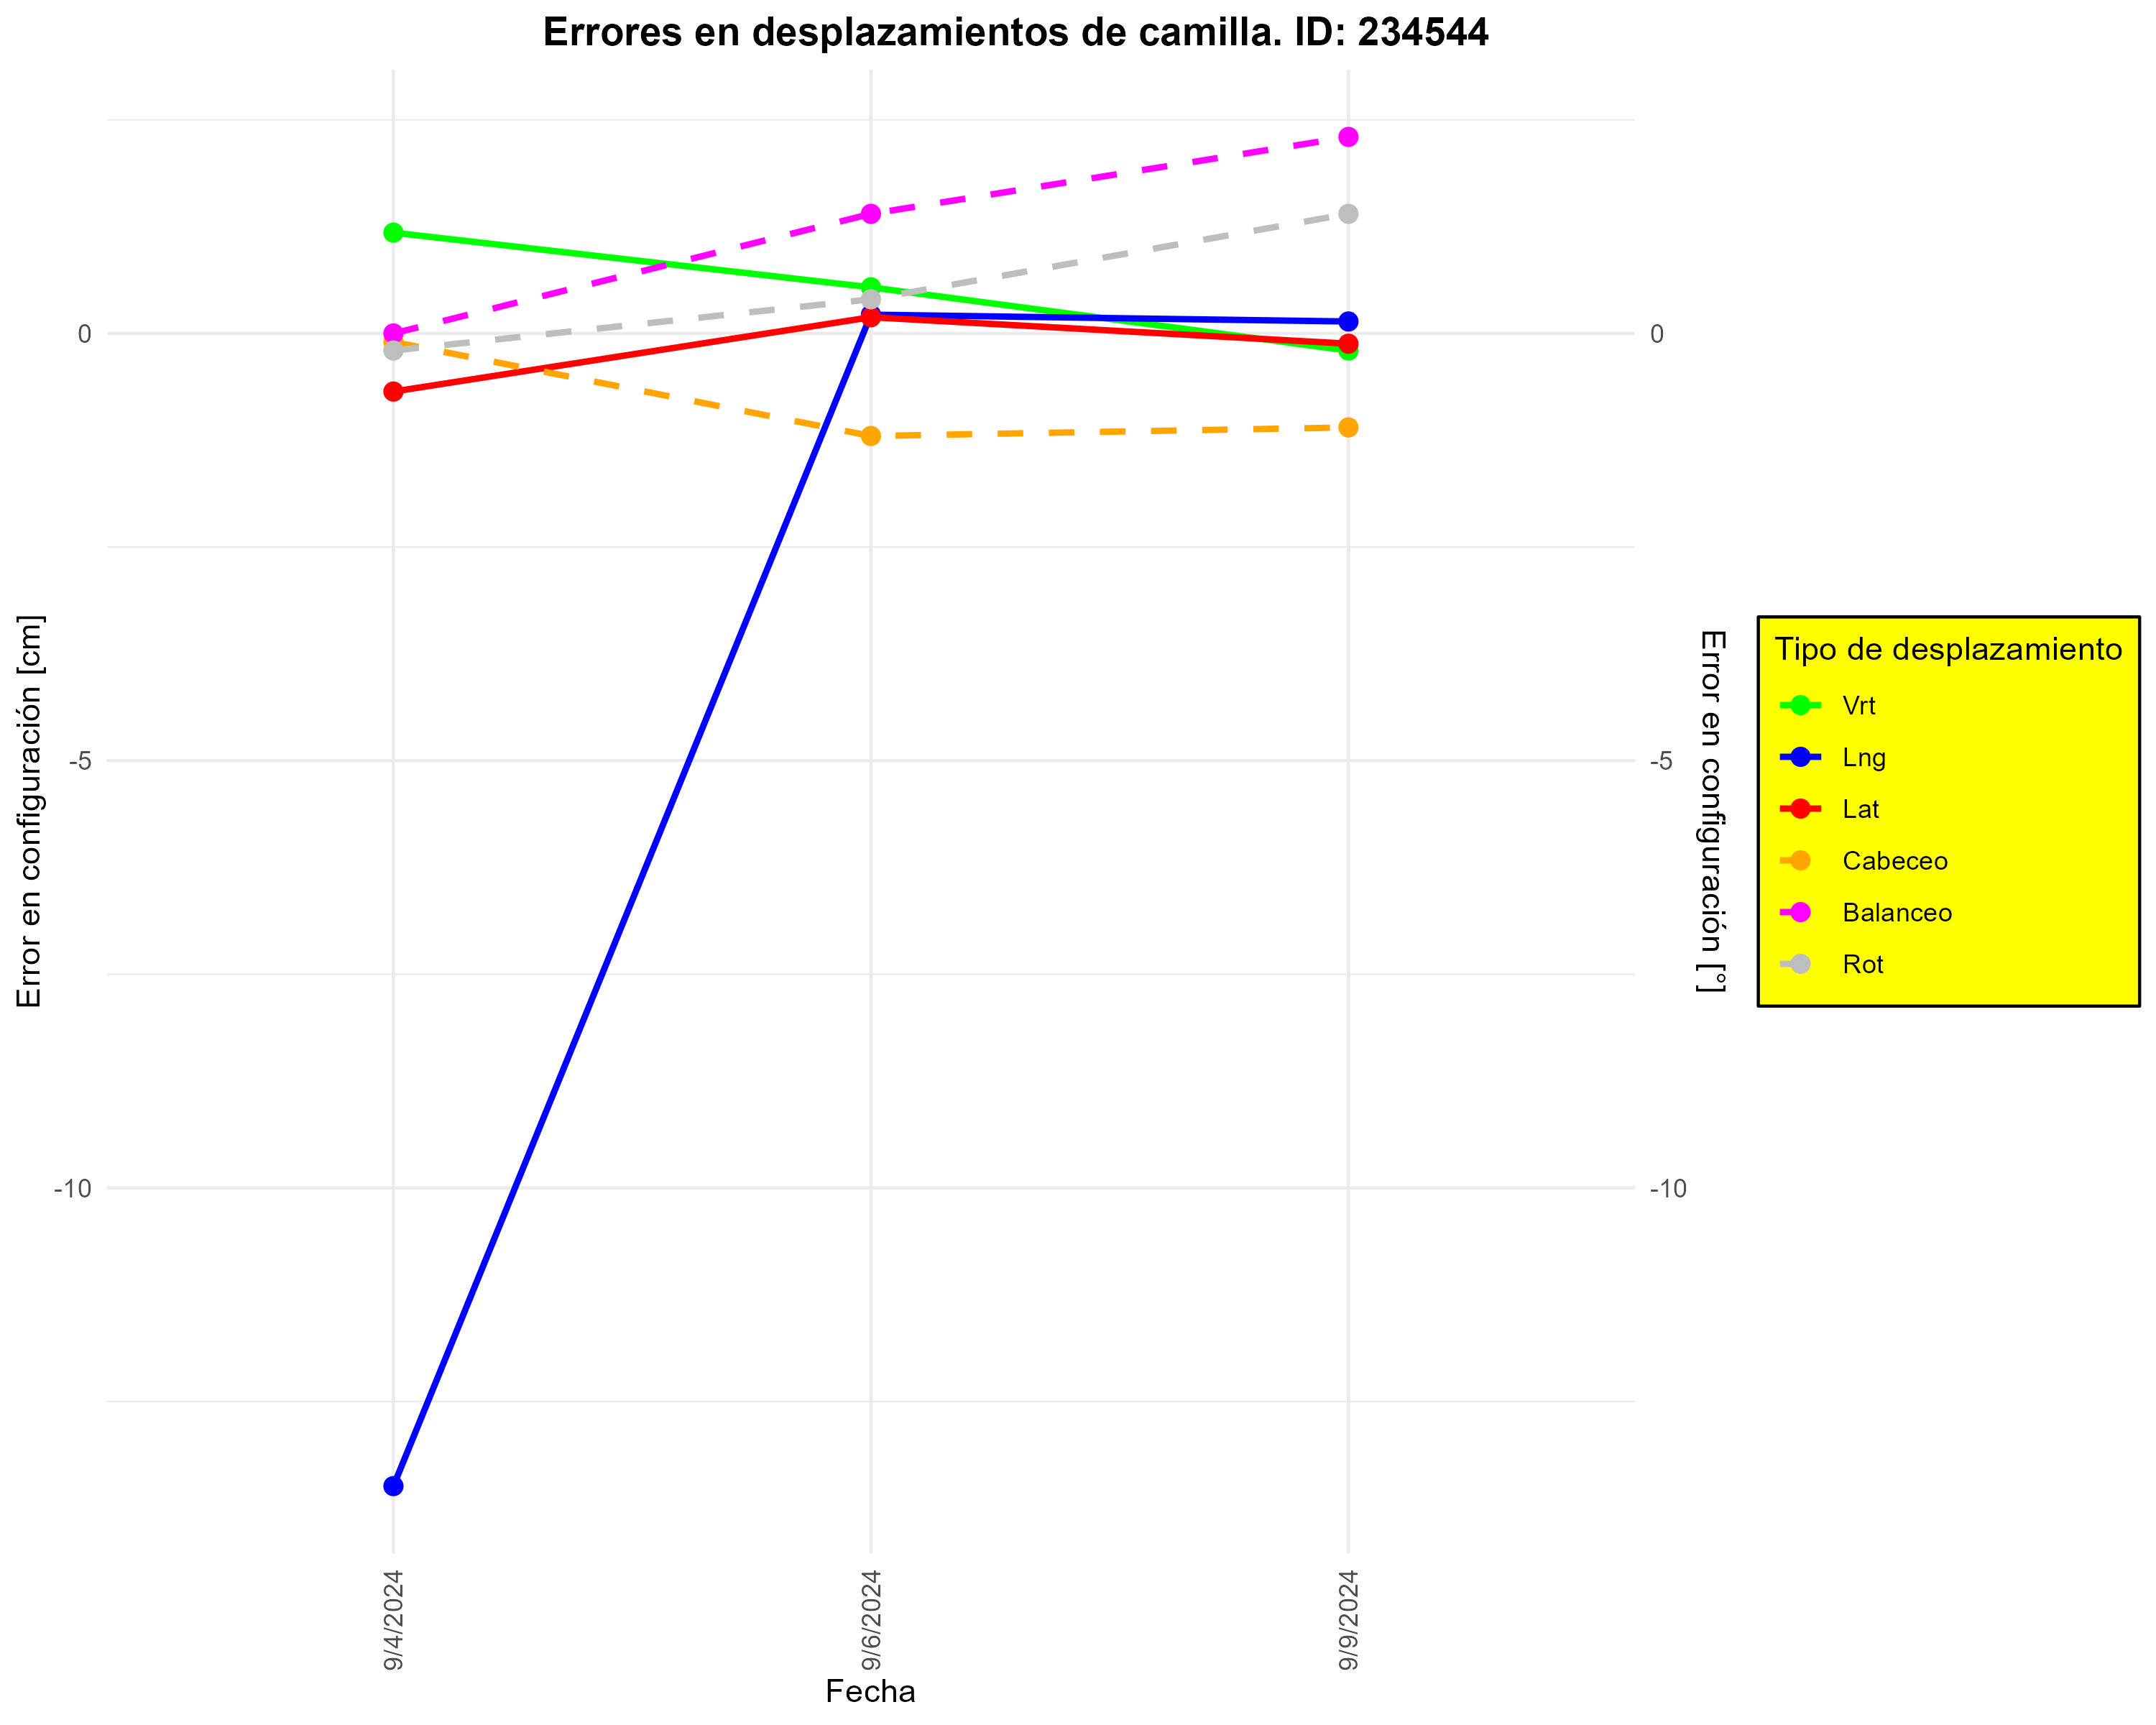 Errores en desplazamientos de camilla. ID: 234544
Error en configuración [cm]
0
-5
-10
0
-5
-10
Error en configuración [°]
9/4/2024
9/6/2024
9/9/2024
Fecha
Tipo de desplazamiento
Vrt
Lng
Lat
Cabeceo
Balanceo
Rot